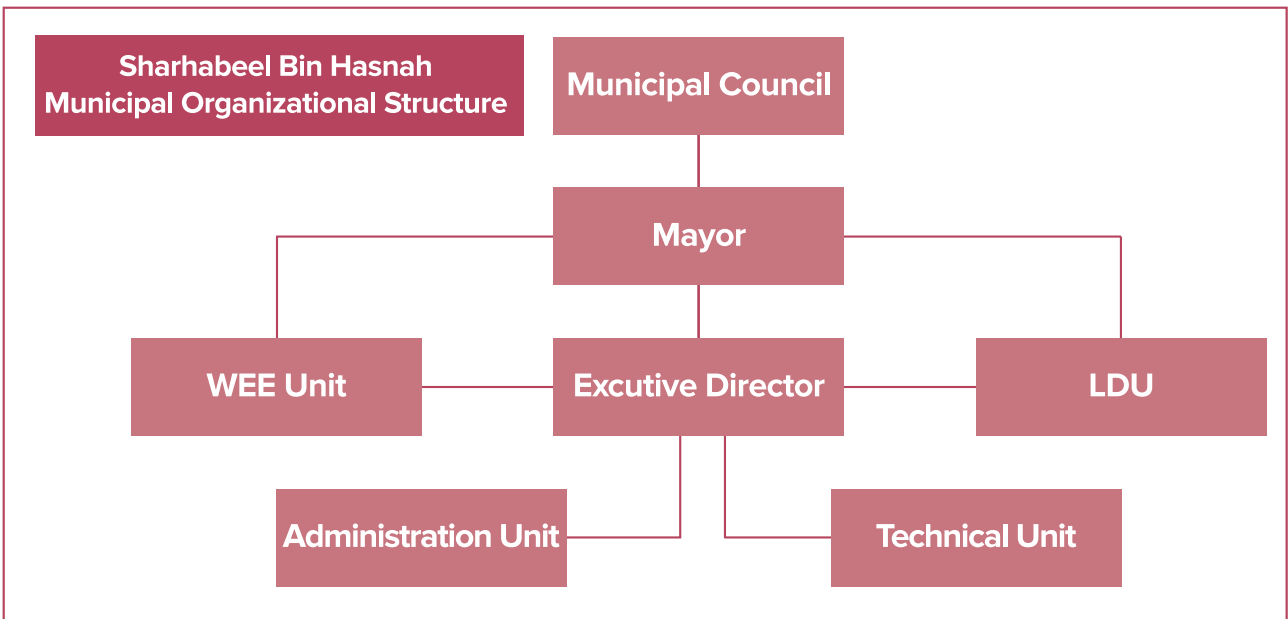 Sharhabeel Bin Hasnah
Municipal Organizational Structure
Municipal Council
Mayor
WEE Unit
Excutive Director
LDU
Administration Unit
Technical Unit